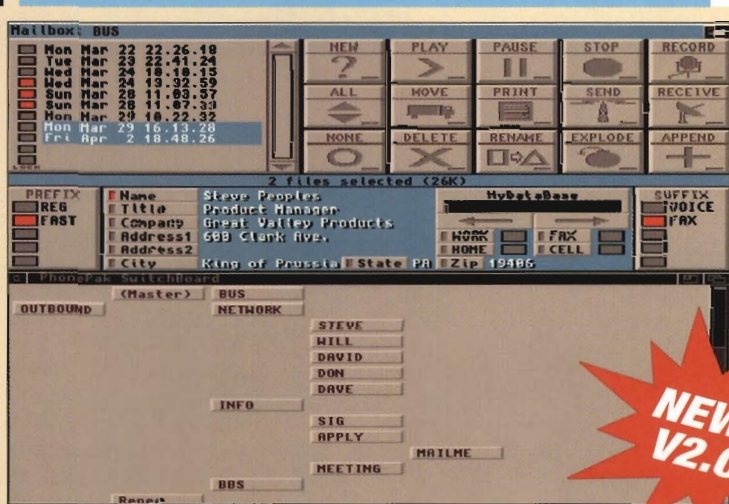 Mailbox: BUS
Mon Mar 22 22.26.18
Tue Mar 23 22.41.24
Wed Mar 24 10.10.15
Wed Mar 24 13.32.59
Sun Mar 28 11.03.57
Sun Mar 28 11.07.33
Mon Mar 29 10.22.32
Mon Mar 29 16.13.28
Fri Apr 2 18.48.26
LOCK
NEW PLAY PAUSE STOP RECORD
ALL MOVE PRINT SEND RECEIVE
NONE DELETE RENAME EXPLODE APPEND
2 files selected (26K)
PREFIX
REG
FAST
Name Steve Peoples
Title Product Manager
Company Great Valley Products
Address1 600 Clark Ave.
Address2
City King of Prussia State PA Zip 19406
MyDataBase
WORK FAX
HOME CELL
SUFFIX
VOICE
FAX
PhonePak SwitchBoard
(Master) BUS
OUTBOUND NETWORK
STEVE
WILL
DAVID
DON
DAVE
INFO
SIG
APPLY
MAILME
MEETING
BBS
NEW
V2.0